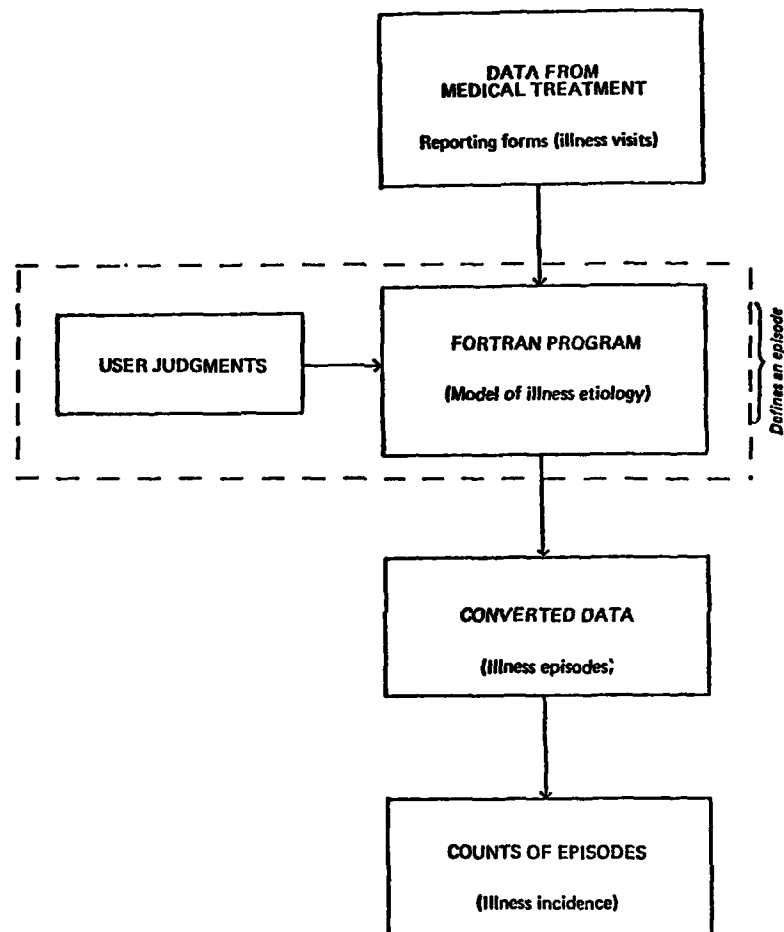 DATA FROM
MEDICAL TREATMENT
Reporting forms (illness visits)
USER JUDGMENTS
FORTRAN PROGRAM
(Model of illness etiology)
Defines an episode
CONVERTED DATA
(Illness episodes;
COUNTS OF EPISODES
(Illness incidence)